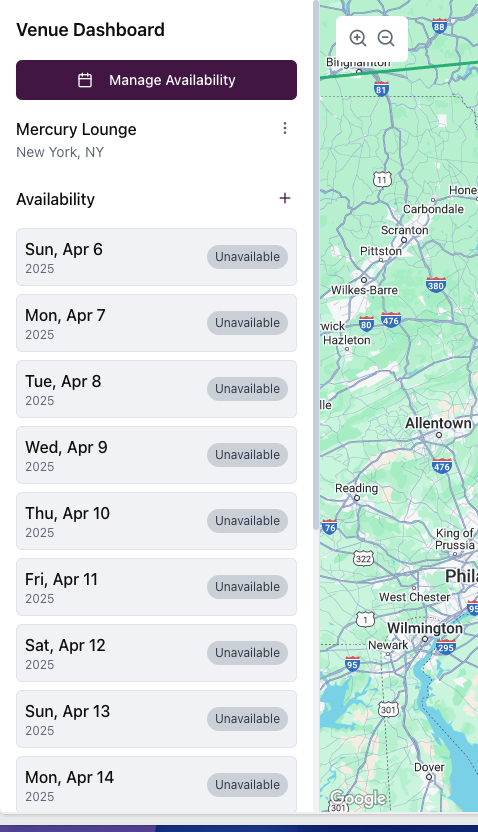 Venue Dashboard
Manage Availability
Mercury Lounge
New York, NY
Availability
Sun, Apr 6
2025
Unavailable
Mon, Apr 7
2025
Unavailable
Tue, Apr 8
2025
Unavailable
Wed, Apr 9
2025
Unavailable
Thu, Apr 10
2025
Unavailable
Fri, Apr 11
2025
Unavailable
Sat, Apr 12
2025
Unavailable
Sun, Apr 13
2025
Unavailable
Mon, Apr 14
2025
Unavailable
88
Binghamton
81
11
Hone
Carbondale
Scranton
Pittston
380
Wilkes-Barre
80
476
wick
Hazleton
lle
Allentown
476
Reading
76
King of
Prussia
322
Phila
West Chester
95
1
Wilmington
Newark
295
95
301
Dover
Google
301